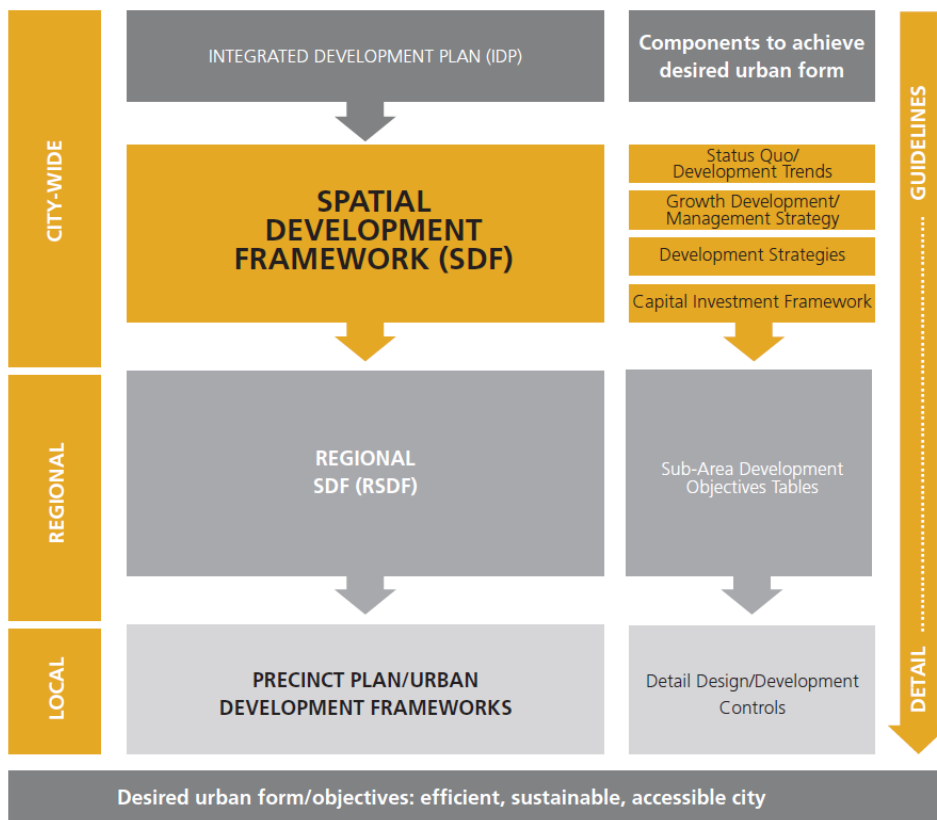 INTEGRATED DEVELOPMENT PLAN (IDP)
Components to achieve
desired urban form
CITY-WIDE
SPATIAL
DEVELOPMENT
FRAMEWORK (SDF)
Status Quo/
Development Trends
Growth Development/
Management Strategy
Development Strategies
Capital Investment Framework
GUIDELINES
REGIONAL
REGIONAL
SDF (RSDF)
Sub-Area Development
Objectives Tables
LOCAL
PRECINCT PLAN/URBAN
DEVELOPMENT FRAMEWORKS
Detail Design/Development
Controls
DETAIL
Desired urban form/objectives: efficient, sustainable, accessible city